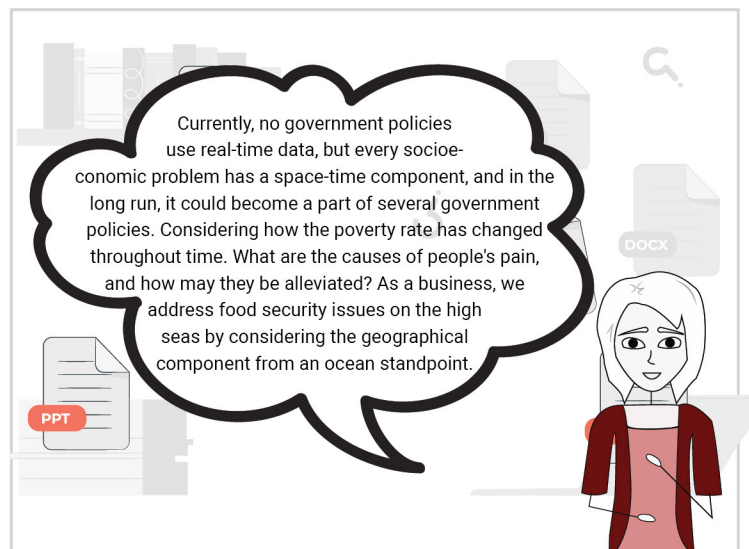 Currently, no government policies
use real-time data, but every socioe-
conomic problem has a space-time component, and in the
long run, it could become a part of several government
policies. Considering how the poverty rate has changed
throughout time. What are the causes of people's pain,
and how may they be alleviated? As a business, we
address food security issues on the high
seas by considering the geographical
component from an ocean standpoint.
DOCX
PPT